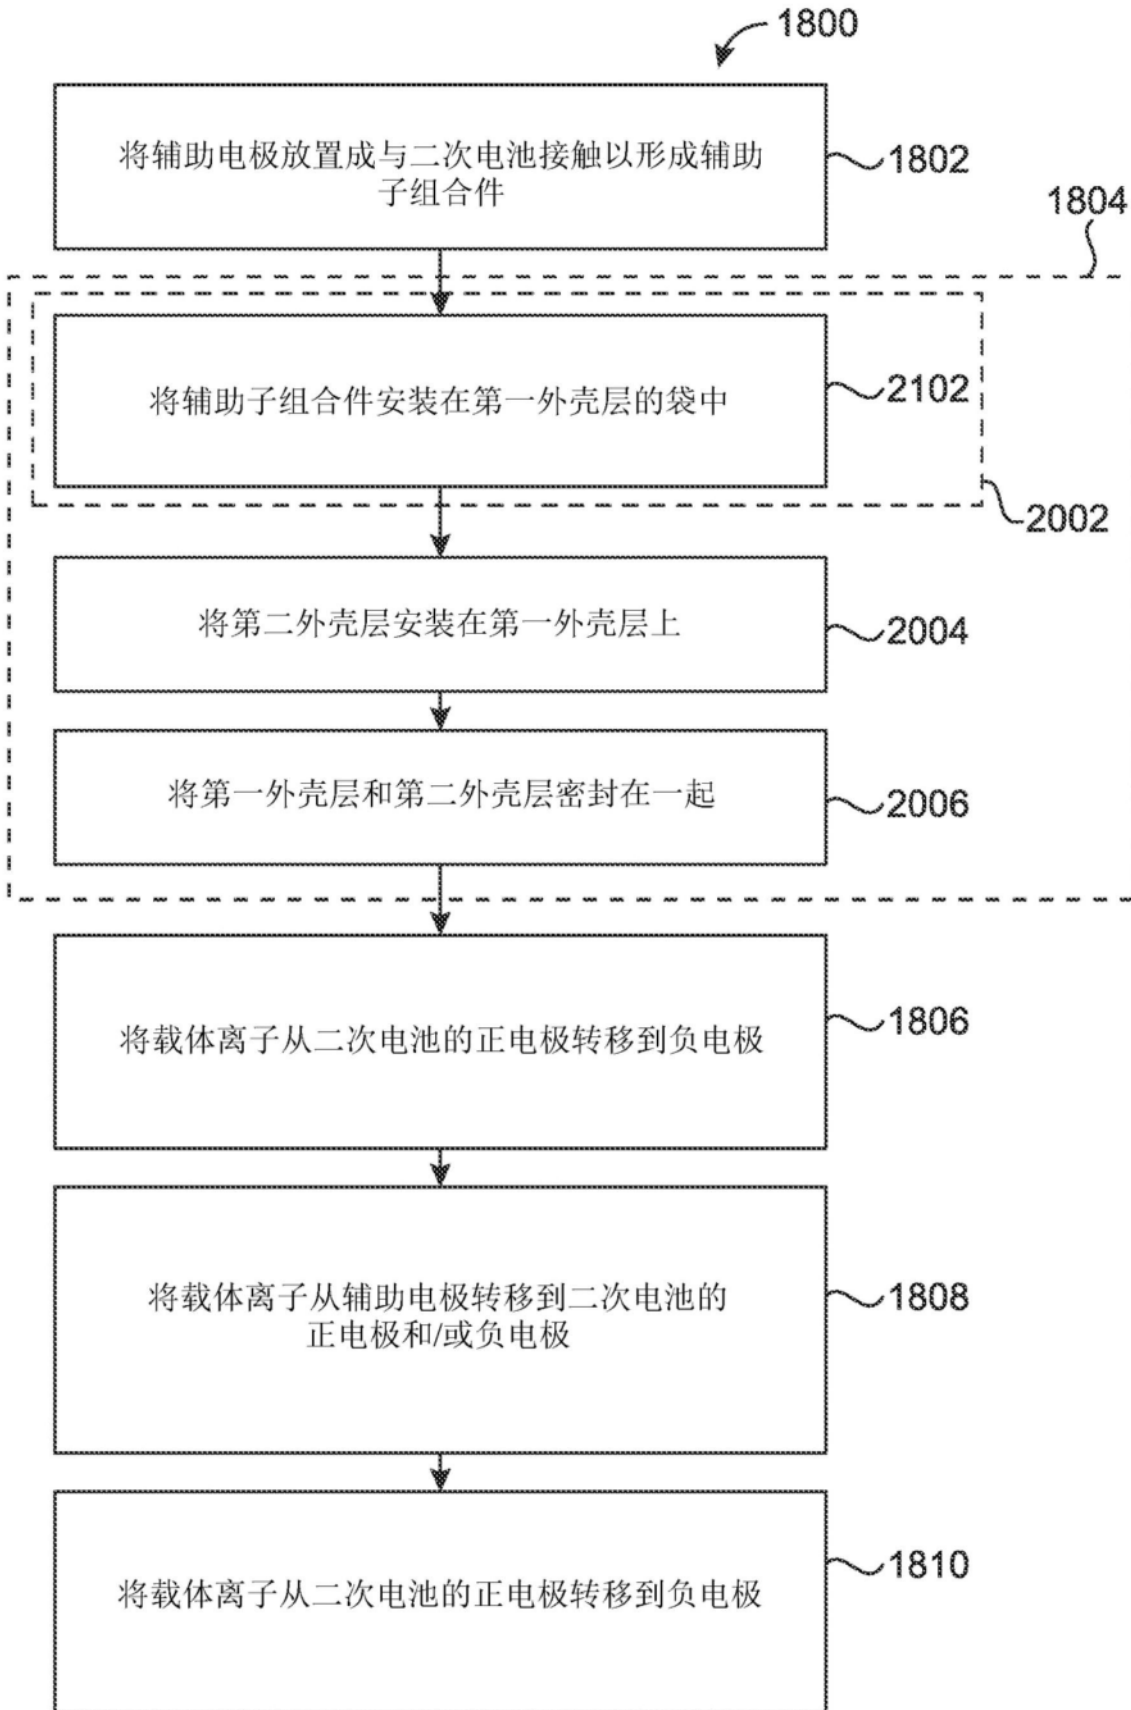 1800
将辅助电极放置成与二次电池接触以形成辅助
子组合件
1802
1804
将辅助子组合件安装在第一外壳层的袋中
2102
2002
将第二外壳层安装在第一外壳层上
2004
将第一外壳层和第二外壳层密封在一起
2006
将载体离子从二次电池的正电极转移到负电极
1806
将载体离子从辅助电极转移到二次电池的
正电极和/或负电极
1808
将载体离子从二次电池的正电极转移到负电极
1810